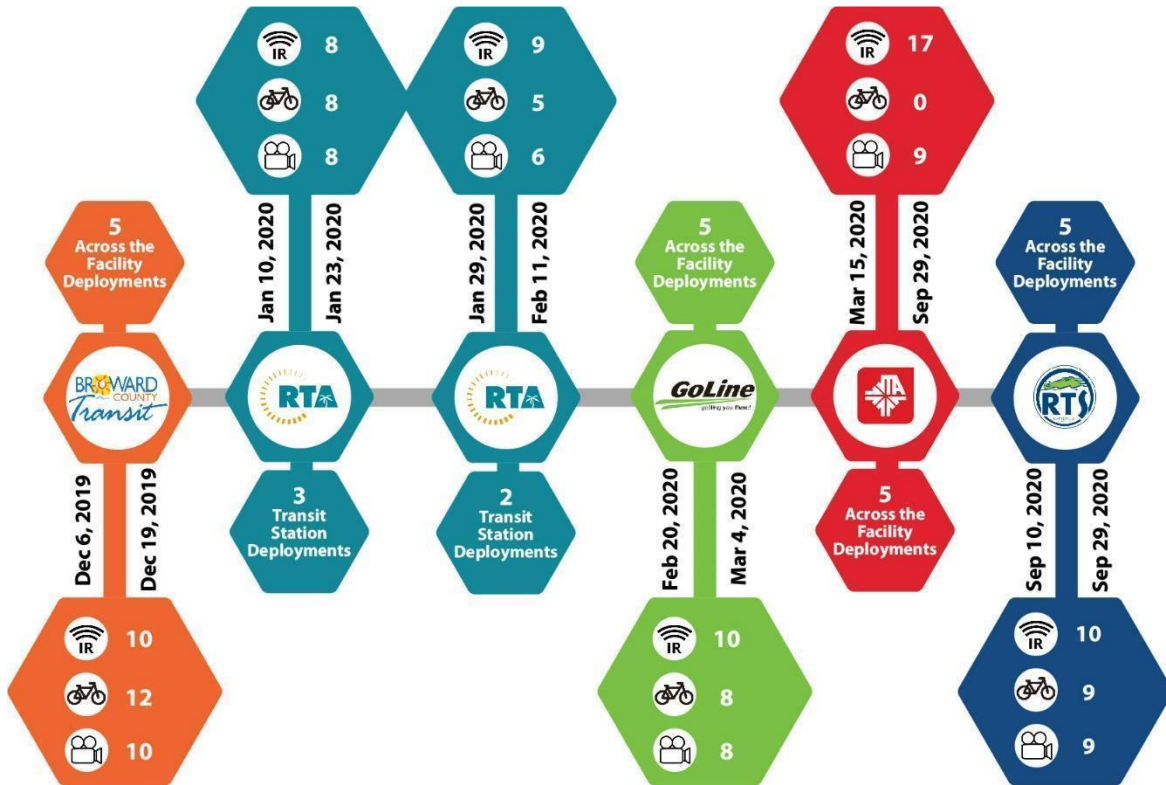 5
Across the
Facility
Deployments
BROWARD
COUNTY
Transit
Dec 6, 2019
Dec 19, 2019
IR 10
12
10
IR 8
8
8
Jan 10, 2020
Jan 23, 2020
RTA
3
Transit
Station
Deployments
IR 9
5
6
Jan 29, 2020
Feb 11, 2020
RTA
2
Transit
Station
Deployments
5
Across the
Facility
Deployments
GoLine
getting you there!
Feb 20, 2020
Mar 4, 2020
IR 10
8
8
IR 17
0
9
Mar 15, 2020
Sep 29, 2020
JTA
5
Across the
Facility
Deployments
5
Across the
Facility
Deployments
RTS
Sep 10, 2020
Sep 29, 2020
IR 10
9
9